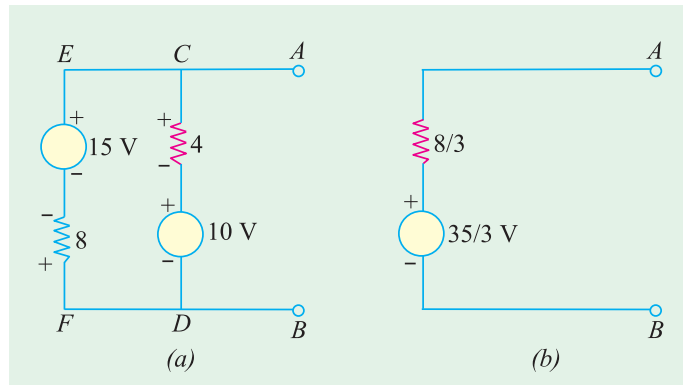 E C A A
+ +
15 V 4 8/3
- -
- + +
8 10 V 35/3 V
+ - -
F D B B
(a) (b)